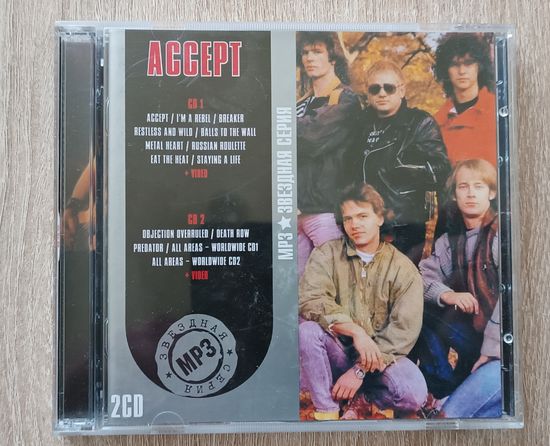 ACCEPT
CD 1
ACCEPT / I'M A REBEL / BREAKER
RESTLESS AND WILD / BALLS TO THE WALL
METAL HEART / RUSSIAN ROULETTE
EAT THE HEAT / STAYING A LIFE
+ VIDEO
CD 2
OBJECTION OVERRULED / DEATH ROW
PREDATOR / ALL AREAS - WORLDWIDE CD1
ALL AREAS - WORLDWIDE CD2
+ VIDEO
MP3 ★ ЗВЕЗДНАЯ СЕРИЯ
ЗВЕЗДНАЯ
MP3
СЕРИЯ
2CD